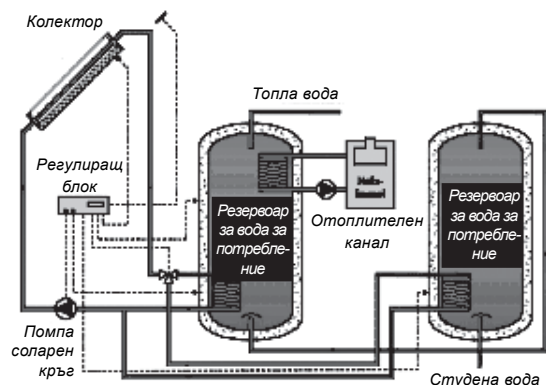 Колектор
Топла вода
Регулиращ
блок
Резервоар
за вода за
потребле-
ние
Отоплителен
канал
Резервоар
за вода за
потребле-
ние
Помпа
соларен
кръг
Студена вода